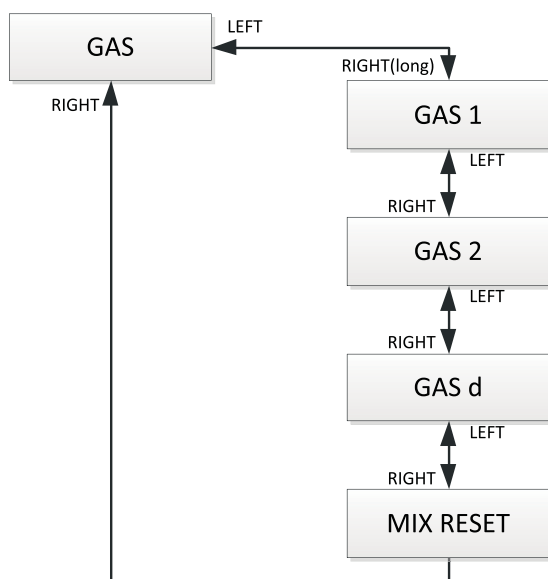 LEFT
GAS
RIGHT(long)
RIGHT
GAS 1
LEFT
RIGHT
GAS 2
LEFT
RIGHT
GAS d
LEFT
RIGHT
MIX RESET